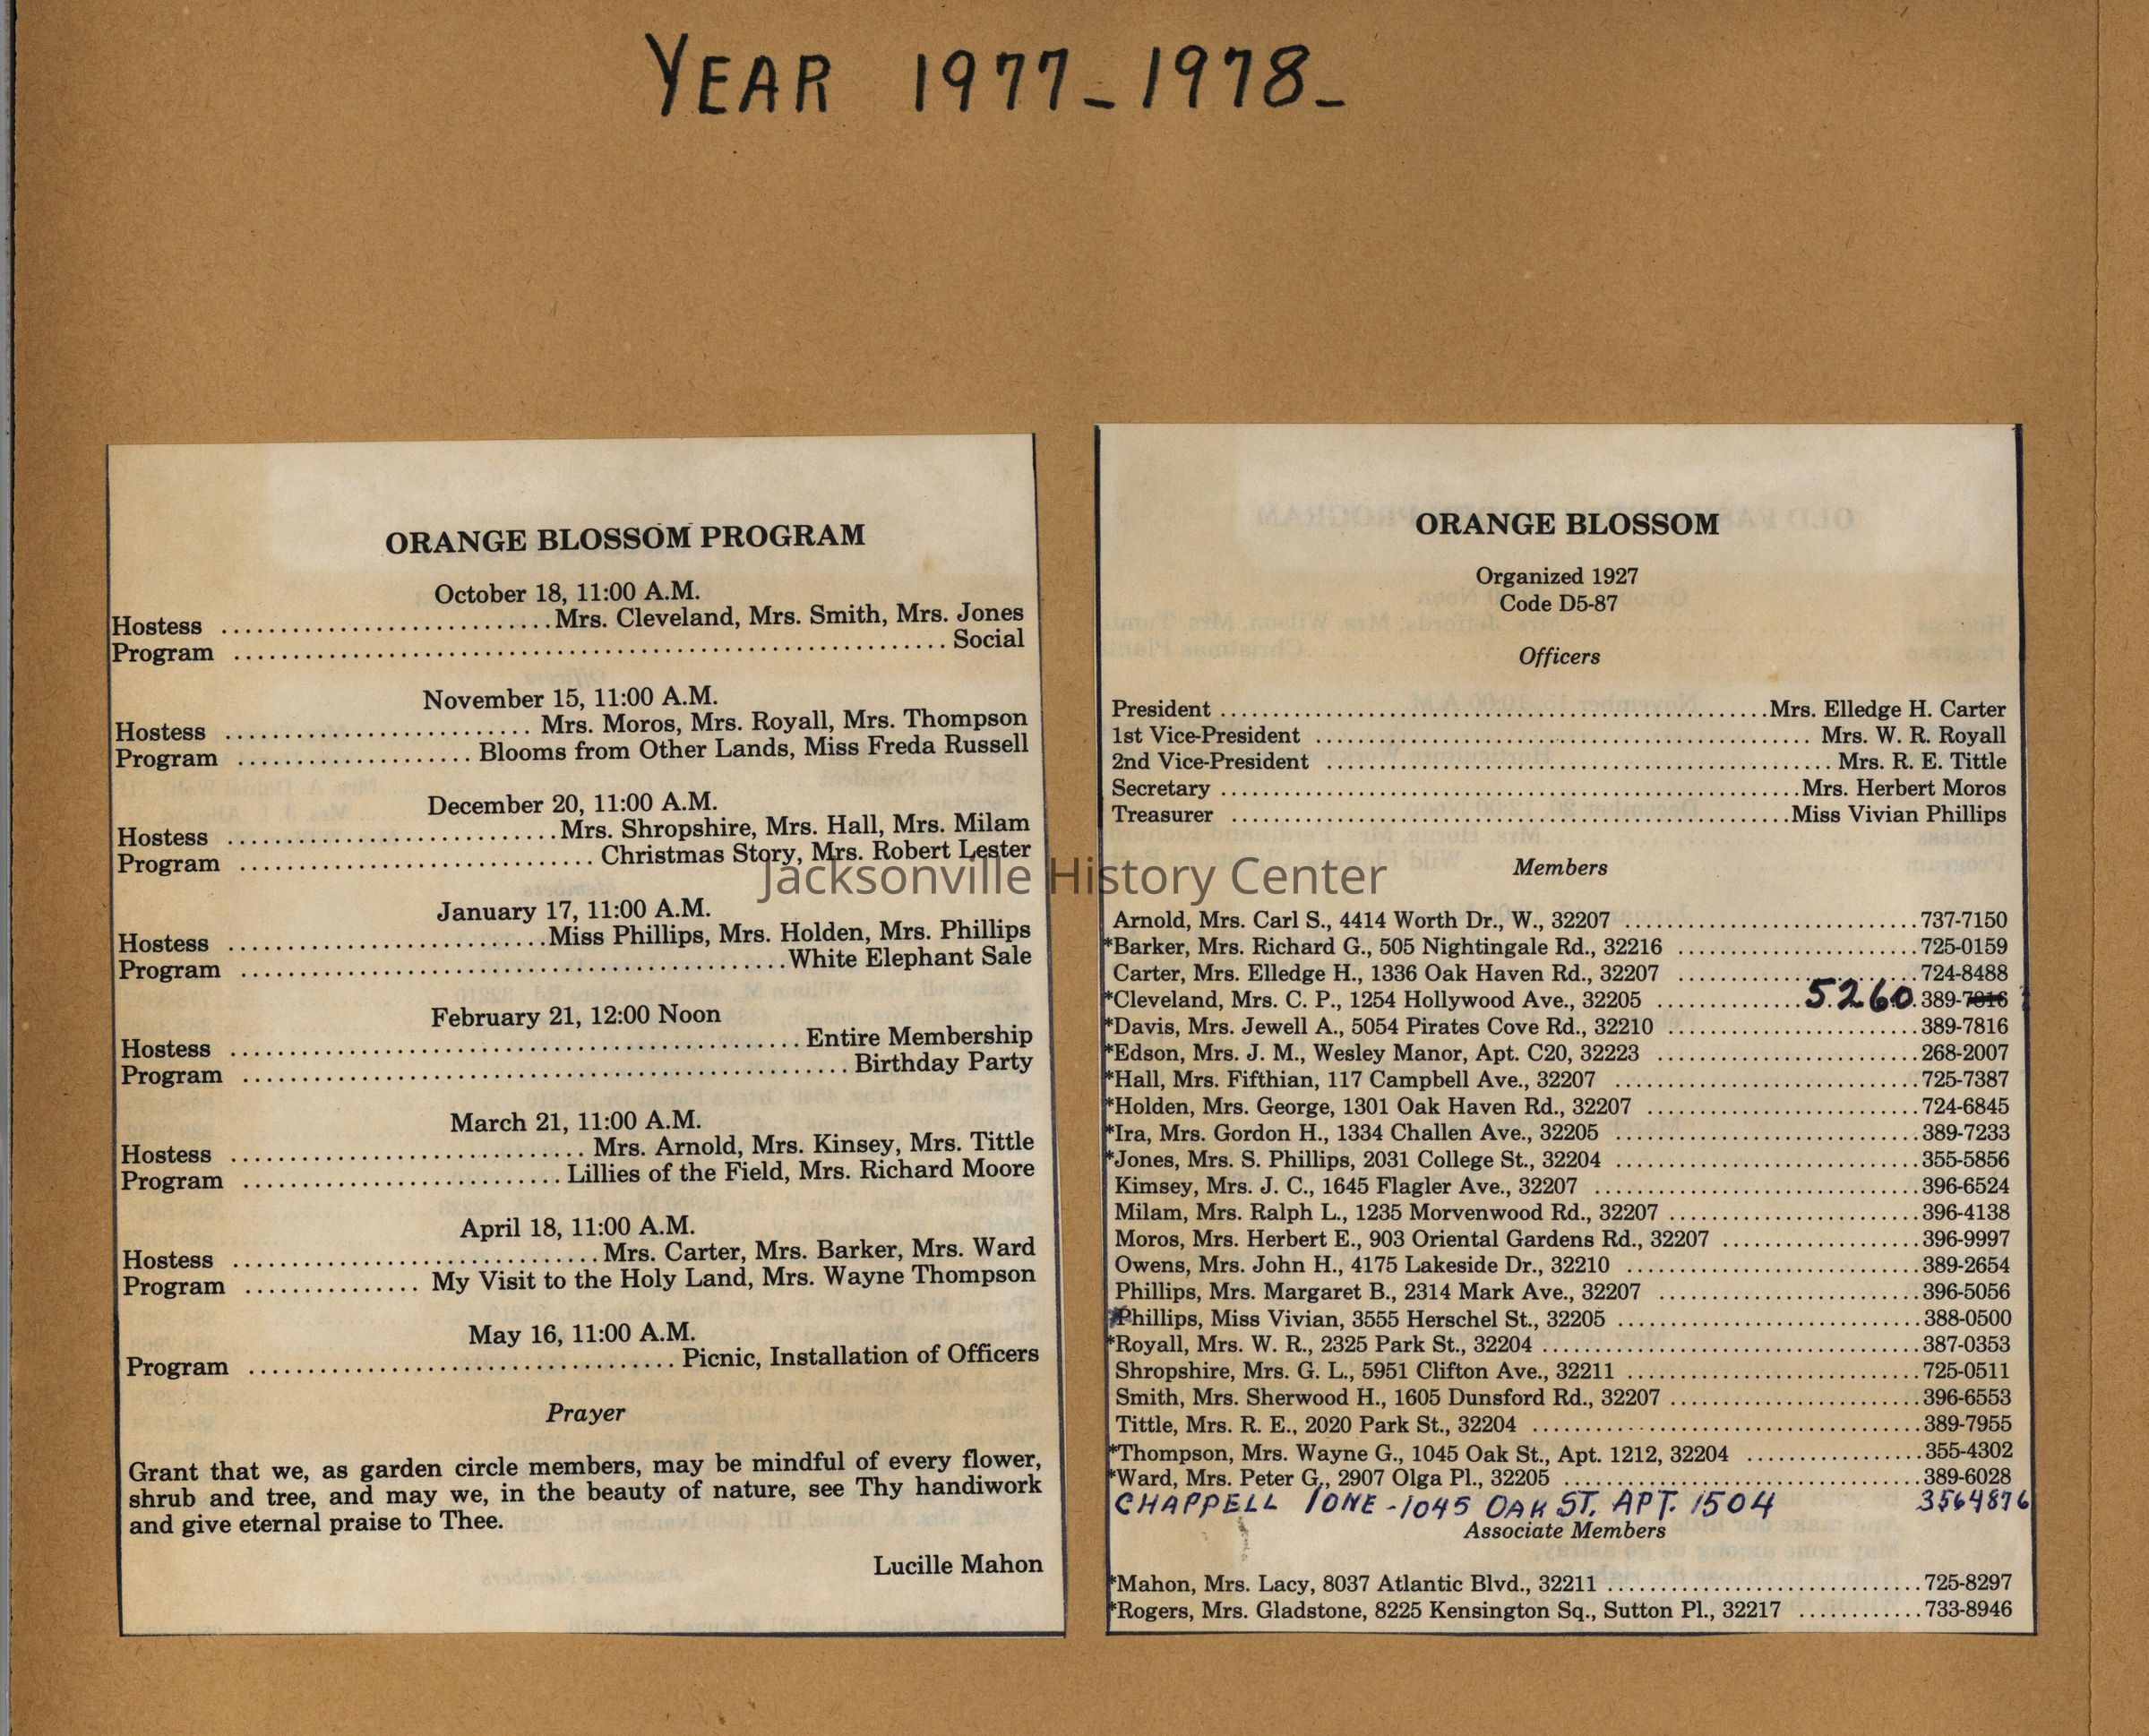 YEAR 1977-1978-
ORANGE BLOSSOM PROGRAM
October 18, 11:00 A.M.
Hostess ............................Mrs. Cleveland, Mrs. Smith, Mrs. Jones
Program ............................................................ Social
November 15, 11:00 A.M.
Hostess .......................... Mrs. Moros, Mrs. Royall, Mrs. Thompson
Program .................... Blooms from Other Lands, Miss Freda Russell
December 20, 11:00 A.M.
Hostess ............................Mrs. Shropshire, Mrs. Hall, Mrs. Milam
Program .............................. Christmas Story, Mrs. Robert Lester
January 17, 11:00 A.M.
Hostess ...........................Miss Phillips, Mrs. Holden, Mrs. Phillips
Program ..............................................White Elephant Sale
February 21, 12:00 Noon
Hostess ................................................ Entire Membership
Program ................................................... Birthday Party
March 21, 11:00 A.M.
Hostess .............................. Mrs. Arnold, Mrs. Kinsey, Mrs. Tittle
Program ........................... Lillies of the Field, Mrs. Richard Moore
April 18, 11:00 A.M.
Hostess ...............................Mrs. Carter, Mrs. Barker, Mrs. Ward
Program ............... My Visit to the Holy Land, Mrs. Wayne Thompson
May 16, 11:00 A.M.
Program .................................... Picnic, Installation of Officers
Prayer
Grant that we, as garden circle members, may be mindful of every flower,
shrub and tree, and may we, in the beauty of nature, see Thy handiwork
and give eternal praise to Thee.
Lucille Mahon
ORANGE BLOSSOM
Organized 1927
Code D5-87
Officers
President ..............................................Mrs. Elledge H. Carter
1st Vice-President .......................................... Mrs. W. R. Royall
2nd Vice-President ........................................... Mrs. R. E. Tittle
Secretary .................................................Mrs. Herbert Moros
Treasurer ...............................................Miss Vivian Phillips
Members
Arnold, Mrs. Carl S., 4414 Worth Dr., W., 32207 .........................737-7150
*Barker, Mrs. Richard G., 505 Nightingale Rd., 32216 .....................725-0159
Carter, Mrs. Elledge H., 1336 Oak Haven Rd., 32207 .....................724-8488
*Cleveland, Mrs. C. P., 1254 Hollywood Ave., 32205 .............5260.389-7816
*Davis, Mrs. Jewell A., 5054 Pirates Cove Rd., 32210 .....................389-7816
*Edson, Mrs. J. M., Wesley Manor, Apt. C20, 32223 ......................268-2007
*Hall, Mrs. Fifthian, 117 Campbell Ave., 32207 ..........................725-7387
*Holden, Mrs. George, 1301 Oak Haven Rd., 32207 .......................724-6845
*Ira, Mrs. Gordon H., 1334 Challen Ave., 32205 ..........................389-7233
*Jones, Mrs. S. Phillips, 2031 College St., 32204 ..........................355-5856
Kimsey, Mrs. J. C., 1645 Flagler Ave., 32207 ............................396-6524
Milam, Mrs. Ralph L., 1235 Morvenwood Rd., 32207 .....................396-4138
Moros, Mrs. Herbert E., 903 Oriental Gardens Rd., 32207 .................396-9997
Owens, Mrs. John H., 4175 Lakeside Dr., 32210 .........................389-2654
Phillips, Mrs. Margaret B., 2314 Mark Ave., 32207 ......................396-5056
*Phillips, Miss Vivian, 3555 Herschel St., 32205 ..........................388-0500
*Royall, Mrs. W. R., 2325 Park St., 32204 ................................387-0353
Shropshire, Mrs. G. L., 5951 Clifton Ave., 32211 .........................725-0511
Smith, Mrs. Sherwood H., 1605 Dunsford Rd., 32207 .....................396-6553
Tittle, Mrs. R. E., 2020 Park St., 32204 .................................389-7955
*Thompson, Mrs. Wayne G., 1045 Oak St., Apt. 1212, 32204 ...............355-4302
*Ward, Mrs. Peter G., 2907 Olga Pl., 32205 ..............................389-6028
CHAPPELL IONE - 1045 OAK ST. APT. 1504 3564876
Associate Members
*Mahon, Mrs. Lacy, 8037 Atlantic Blvd., 32211 ...........................725-8297
*Rogers, Mrs. Gladstone, 8225 Kensington Sq., Sutton Pl., 32217 ...........733-8946
Jacksonville History Center